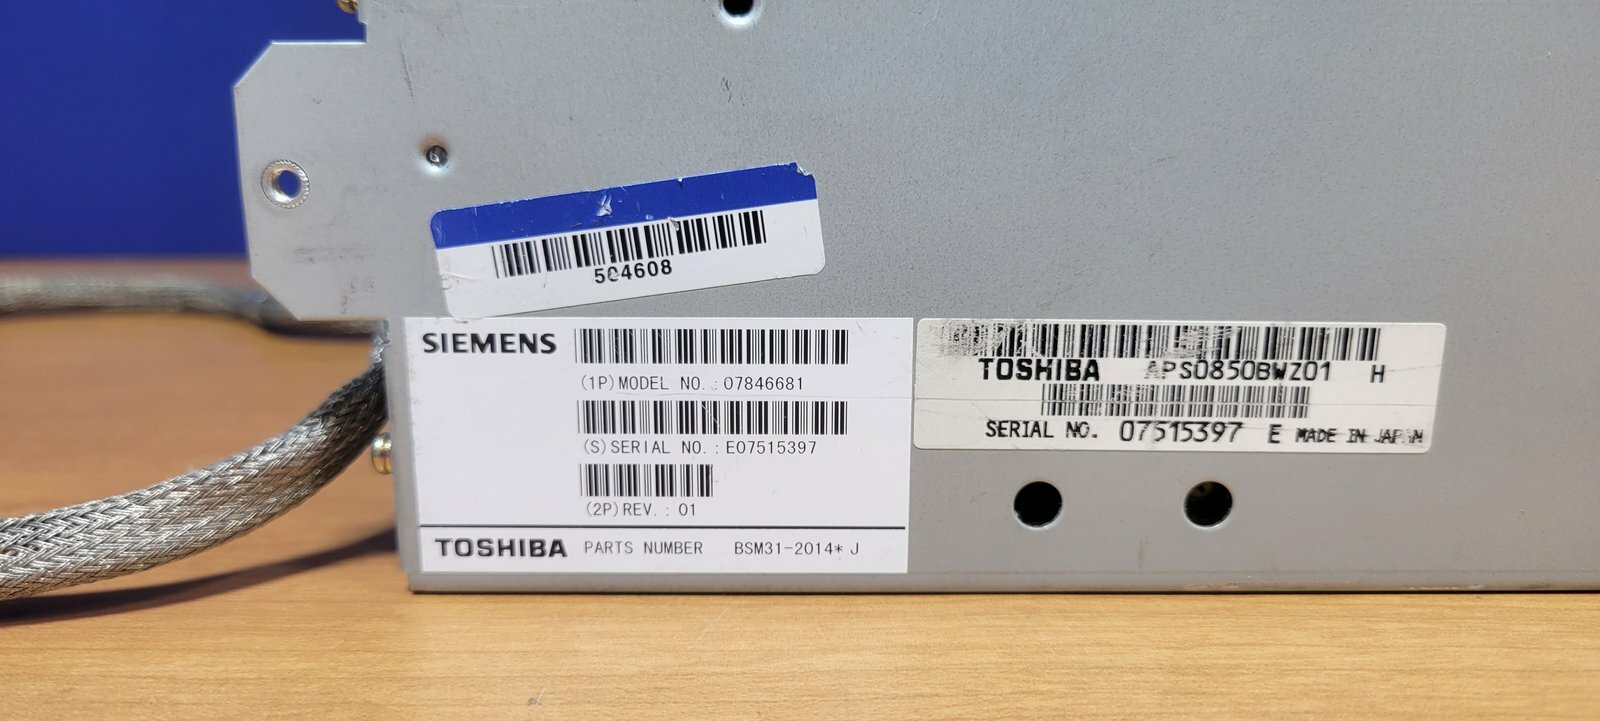 504608
SIEMENS
(1P)MODEL NO.:07846681
(S)SERIAL NO.:E07515397
(2P)REV.: 01
TOSHIBA PARTS NUMBER BSM31-2014* J
TOSHIBA APS0850BWZ01 H
SERIAL NO. 07515397 E MADE IN JAPAN